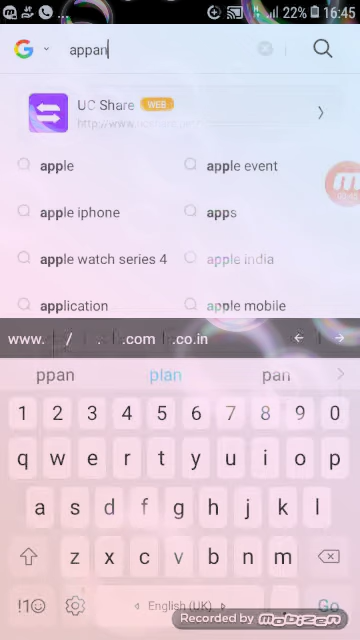 22% 16:45
appan
UC Share WEB
apple apple event
apple iphone apps
apple watch series 4 apple india
application apple mobile
www. / . .com .co.in
ppan plan pan
1 2 3 4 5 6 7 8 9 0
q w e r t y u i o p
a s d f g h j k l
z x c v b n m
!1☺ English (UK) Go
Recorded by MOBIZEN